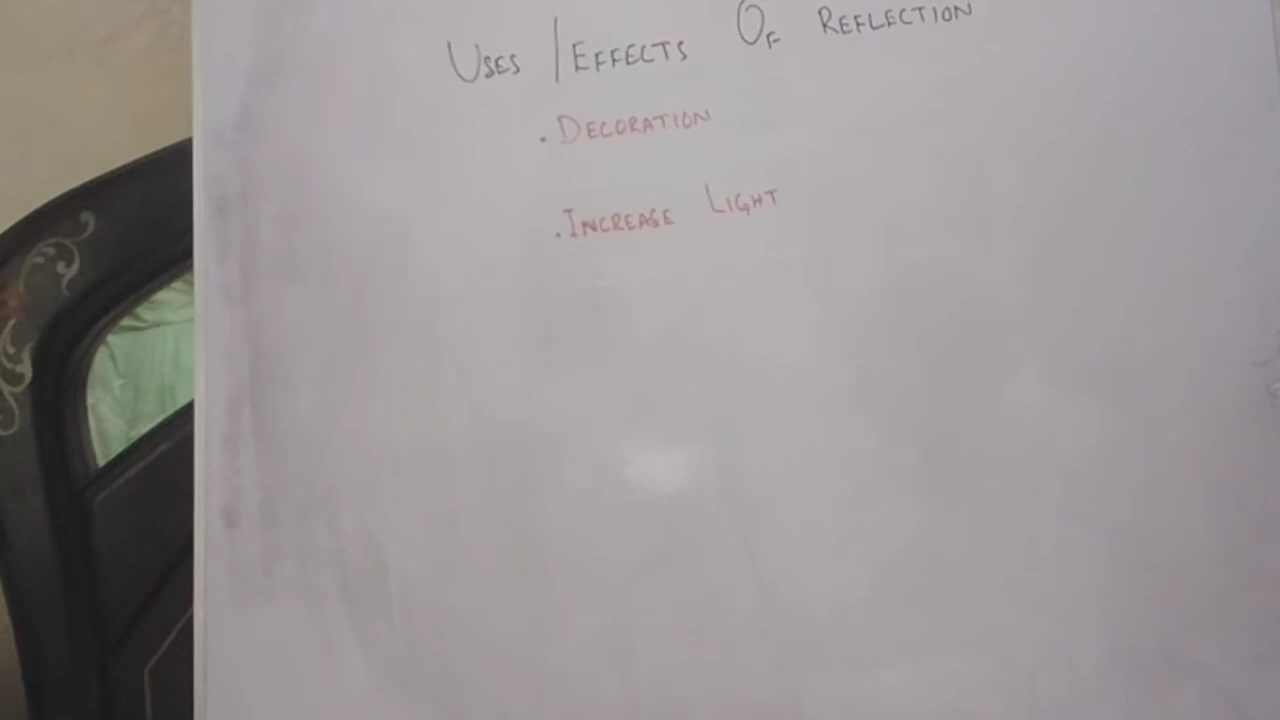 USES / EFFECTS OF REFLECTION
. DECORATION
. INCREASE LIGHT